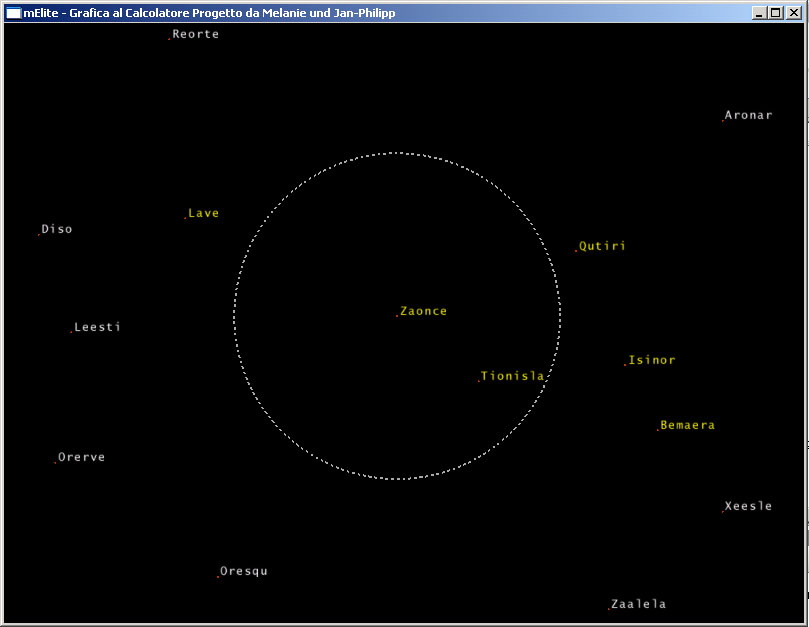 mElite - Grafica al Calcolatore Progetto da Melanie und Jan-Philipp
Reorte
Aronar
Lave
Diso
Qutiri
Zaonce
Leesti
Isinor
Tionisla
Bemaera
Orerve
Xeesle
Oresqu
Zaalela